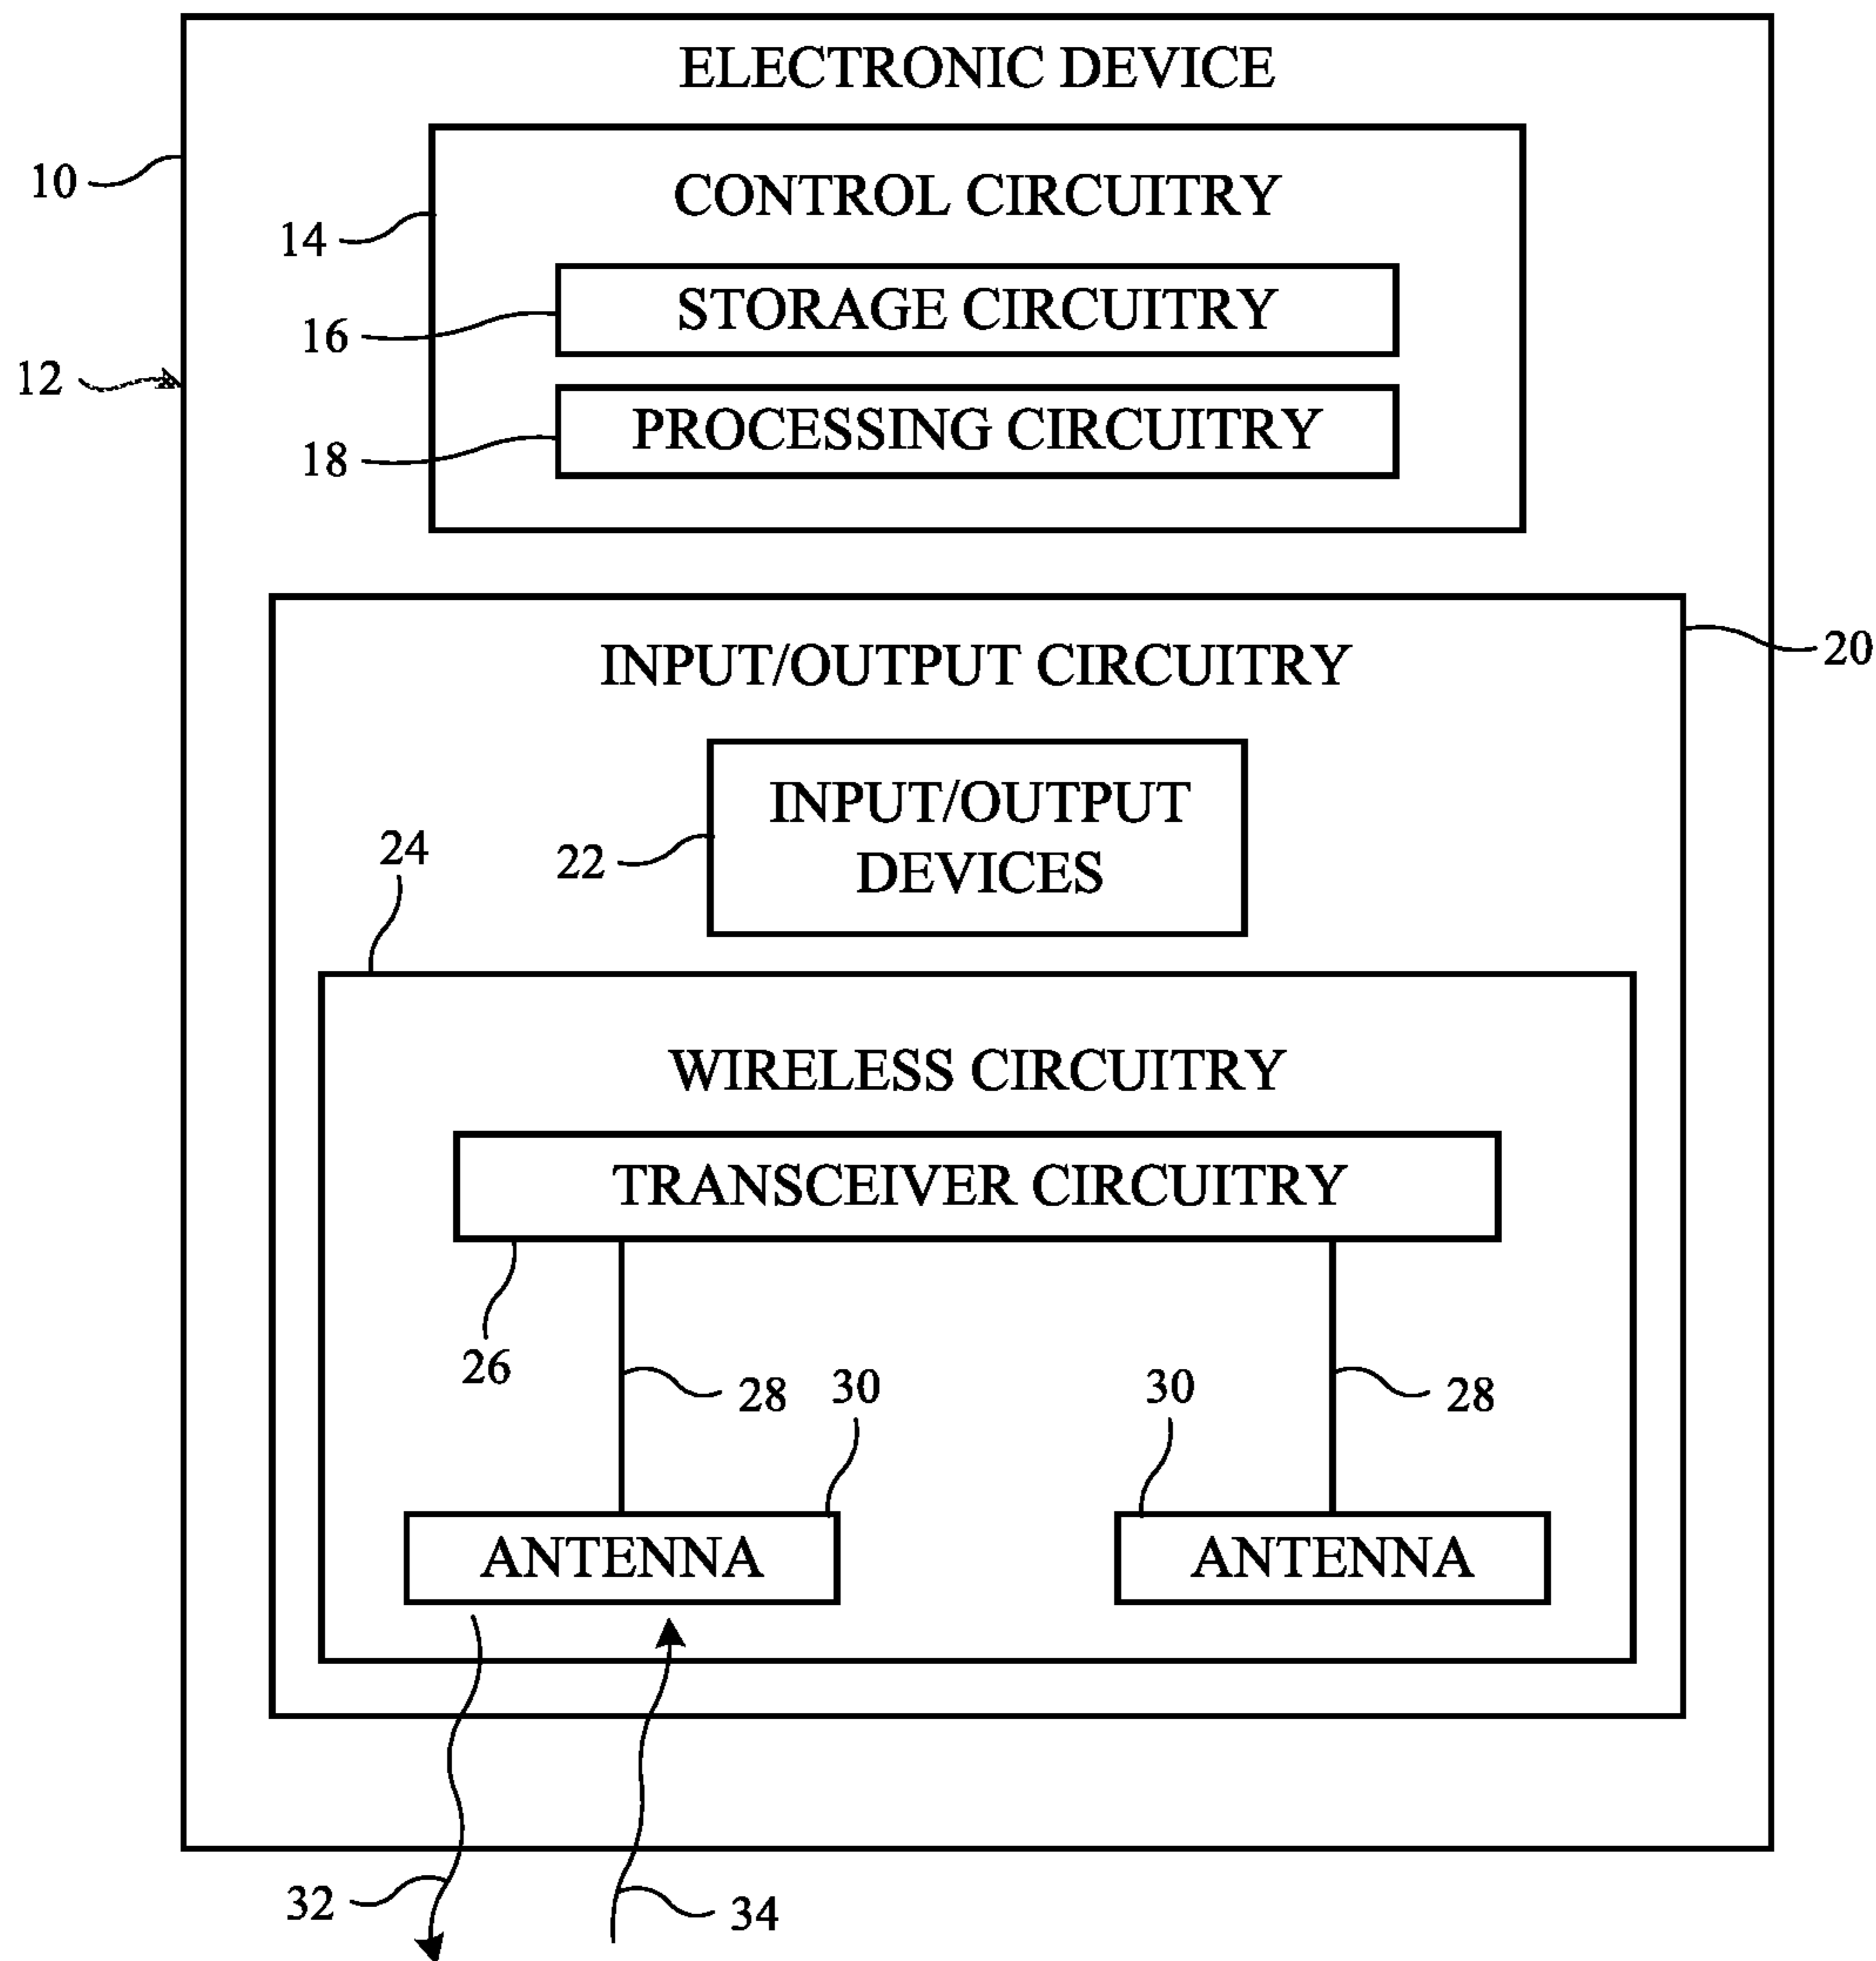 ELECTRONIC DEVICE
10
CONTROL CIRCUITRY
14
STORAGE CIRCUITRY
16
12
PROCESSING CIRCUITRY
18
INPUT/OUTPUT CIRCUITRY
20
INPUT/OUTPUT
DEVICES
22
24
WIRELESS CIRCUITRY
TRANSCEIVER CIRCUITRY
26
28
30
30
28
ANTENNA
ANTENNA
32
34